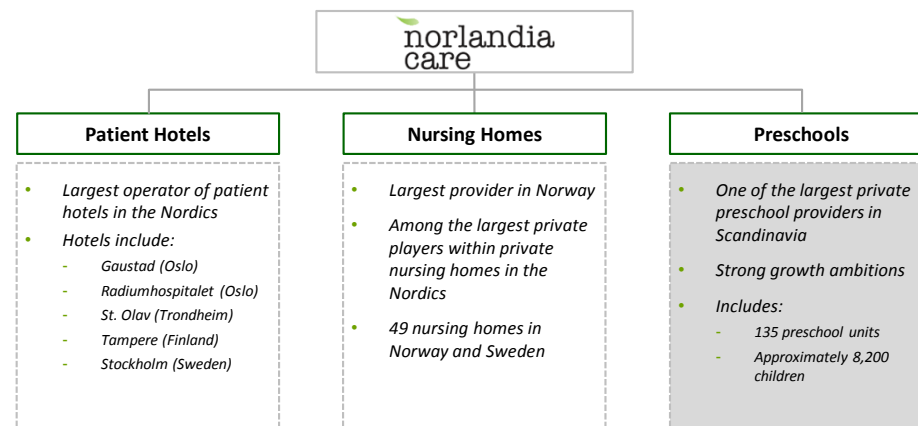 norlandia
care
Patient Hotels
• Largest operator of patient
hotels in the Nordics
• Hotels include:
- Gaustad (Oslo)
- Radiumhospitalet (Oslo)
- St. Olav (Trondheim)
- Tampere (Finland)
- Stockholm (Sweden)
Nursing Homes
• Largest provider in Norway
• Among the largest private
players within private
nursing homes in the
Nordics
• 49 nursing homes in
Norway and Sweden
Preschools
• One of the largest private
preschool providers in
Scandinavia
• Strong growth ambitions
• Includes:
- 135 preschool units
- Approximately 8,200
children